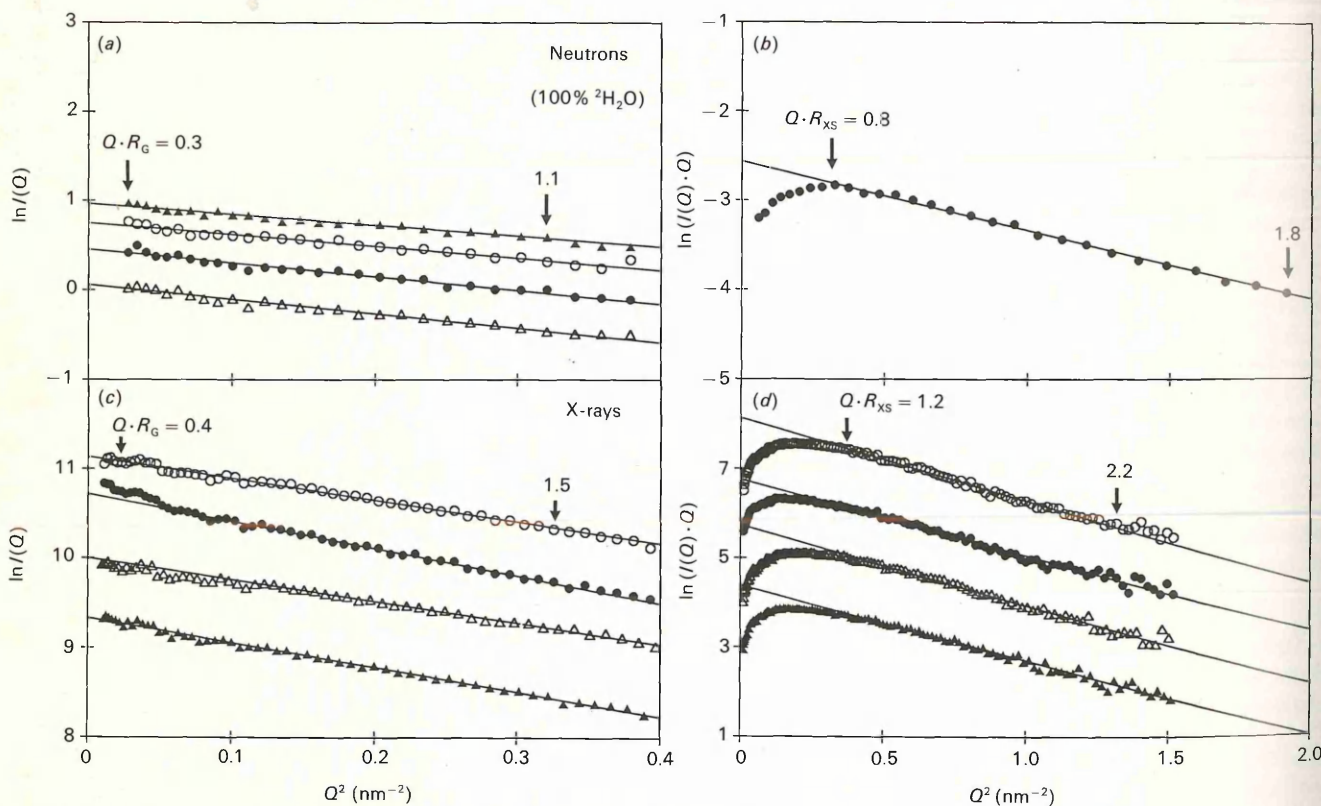 (a)
Neutrons
(100% ²H₂O)
Q·R_G = 0.3
1.1
ln I(Q)
3
2
1
0
−1
(b)
Q·R_XS = 0.8
1.8
ln (I(Q)·Q)
−1
−2
−3
−4
−5
(c)
X-rays
Q·R_G = 0.4
1.5
ln I(Q)
11
10
9
8
0
0.1
0.2
0.3
0.4
Q² (nm⁻²)
(d)
Q·R_XS = 1.2
2.2
ln (I(Q)·Q)
7
5
3
1
0
0.5
1.0
1.5
2.0
Q² (nm⁻²)